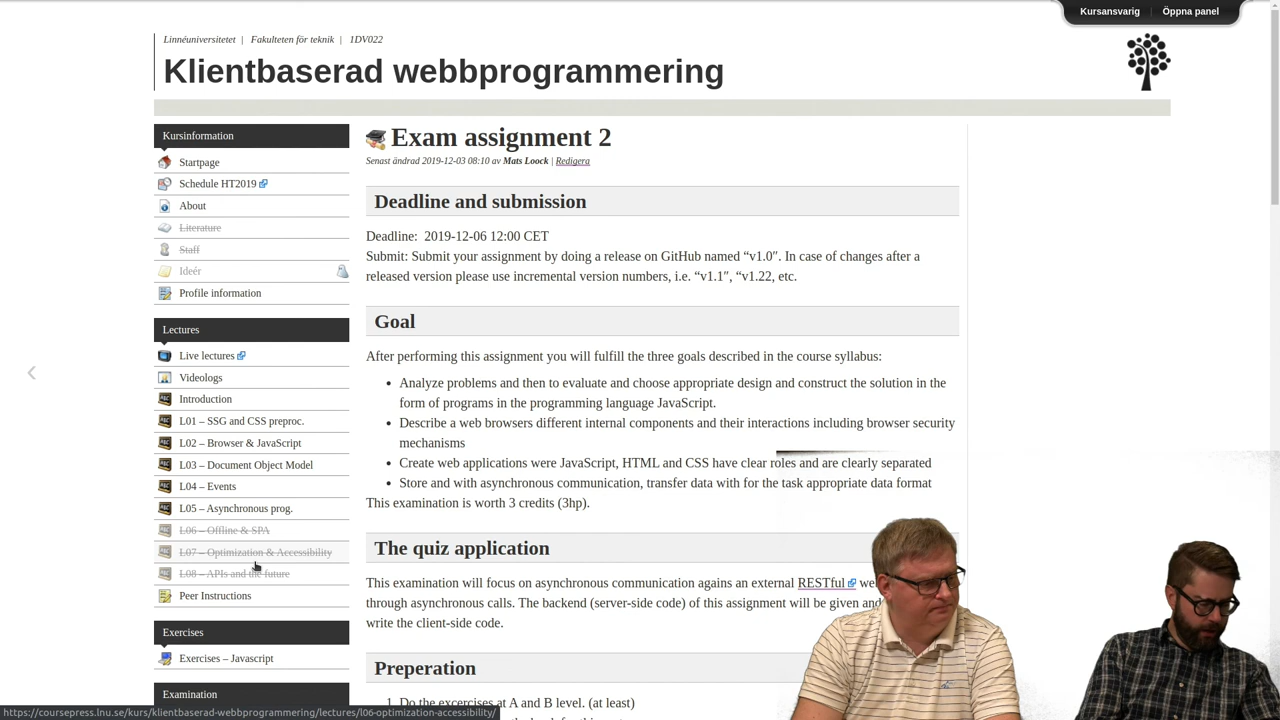 Kursansvarig | Öppna panel
Linnéuniversitetet | Fakulteten för teknik | 1DV022
Klientbaserad webbprogrammering
Kursinformation
Startpage
Schedule HT2019
About
Literature
Staff
Ideér
Profile information
Lectures
Live lectures
Videologs
Introduction
L01 – SSG and CSS preproc.
L02 – Browser & JavaScript
L03 – Document Object Model
L04 – Events
L05 – Asynchronous prog.
L06 – Offline & SPA
L07 – Optimization & Accessibility
L08 – APIs and the future
Peer Instructions
Exercises
Exercises – Javascript
Examination
Exam assignment 2
Senast ändrad 2019-12-03 08:10 av Mats Loock | Redigera
Deadline and submission
Deadline: 2019-12-06 12:00 CET
Submit: Submit your assignment by doing a release on GitHub named “v1.0″. In case of changes after a
released version please use incremental version numbers, i.e. “v1.1″, “v1.22, etc.
Goal
After performing this assignment you will fulfill the three goals described in the course syllabus:
• Analyze problems and then to evaluate and choose appropriate design and construct the solution in the
form of programs in the programming language JavaScript.
• Describe a web browsers different internal components and their interactions including browser security
mechanisms
• Create web applications were JavaScript, HTML and CSS have clear roles and are clearly separated
• Store and with asynchronous communication, transfer data with for the task appropriate data format
This examination is worth 3 credits (3hp).
The quiz application
This examination will focus on asynchronous communication agains an external RESTful
through asynchronous calls. The backend (server-side code) of this assignment will be given and
write the client-side code.
Preperation
1. Do the excercises at A and B level. (at least)
https://coursepress.lnu.se/kurs/klientbaserad-webbprogrammering/lectures/l06-optimization-accessibility/